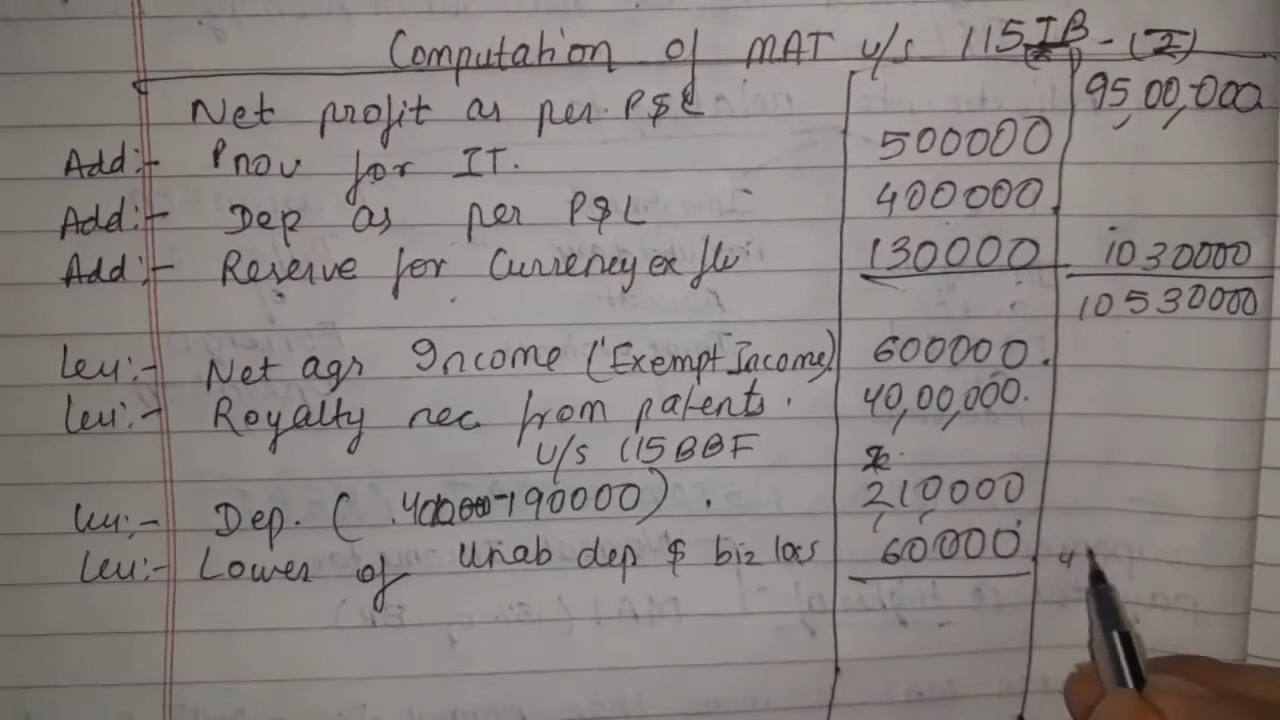 Computation of MAT u/s 115JB - (2)
Net profit as per P&L 95,00,000
Add:- Prov for IT. 500000
Add:- Dep as per P&L 400000
Add:- Reserve for Currency ex flu: 130000 1030000
10530000
Less:- Net agr Income (Exempt Income) 600000
Less:- Royalty rec from patents. 40,00,000.
u/s 115BBF
Less:- Dep. (400000-190000). 210000
Less:- Lower of unab dep & biz loss 60000 4